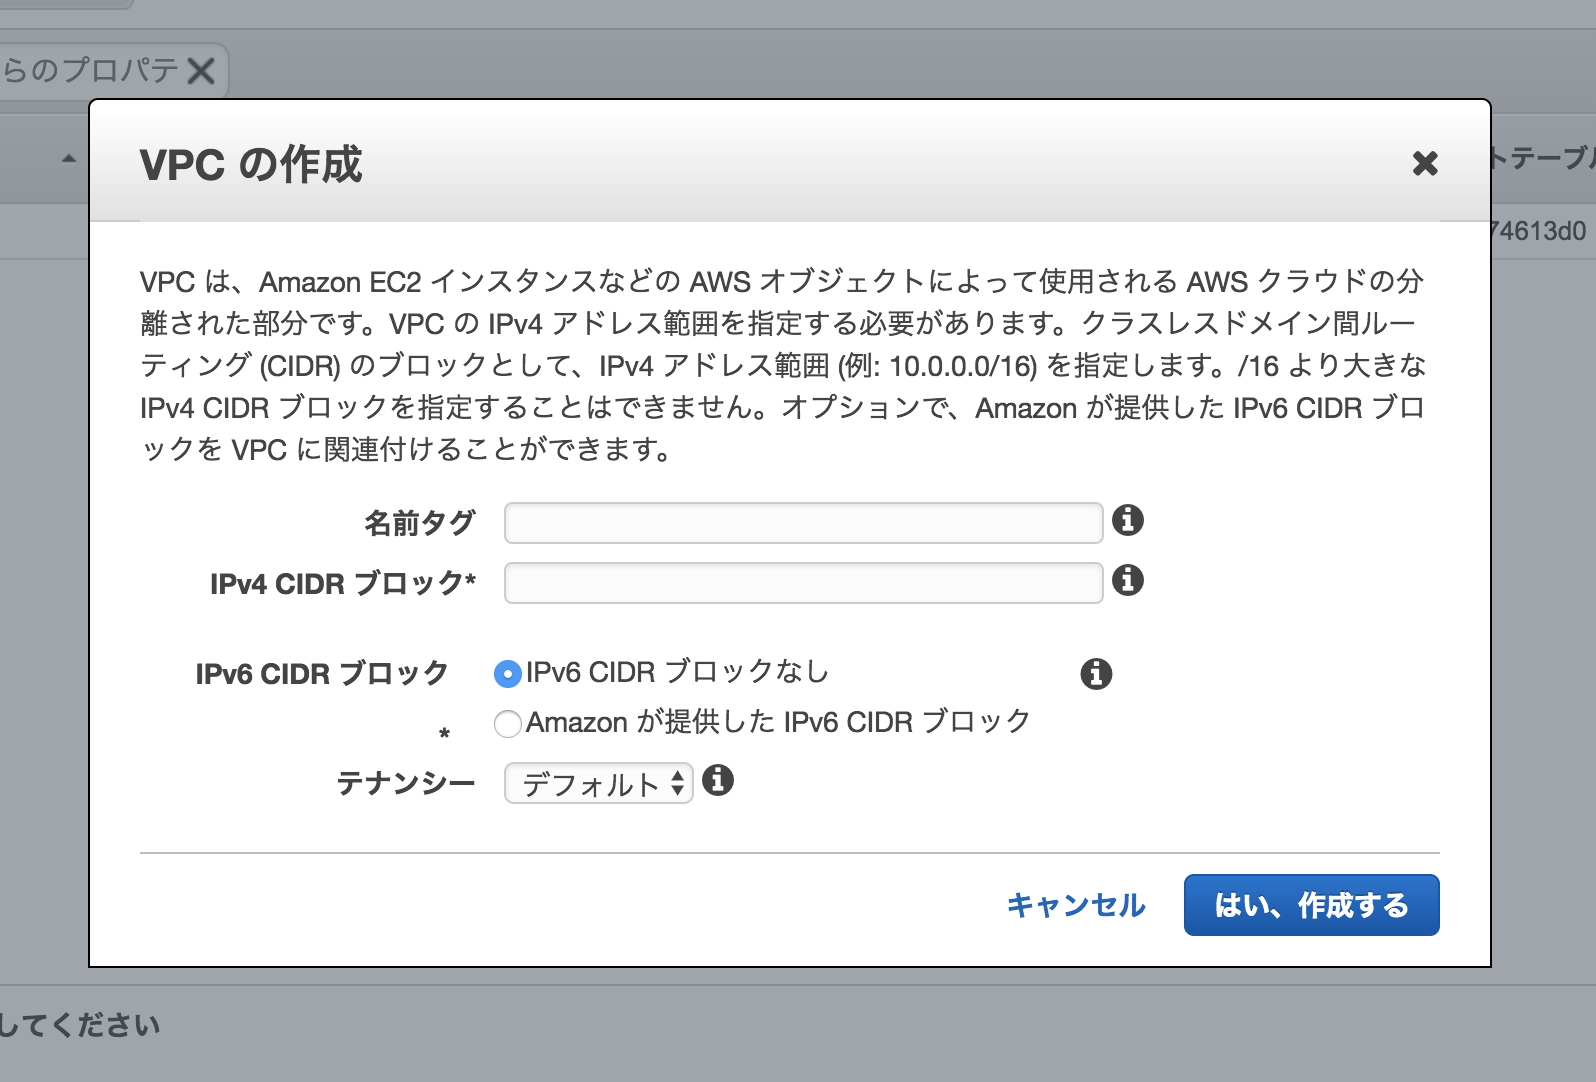 らのプロパテ
トテーブル
74613d0
VPC の作成
VPC は、Amazon EC2 インスタンスなどの AWS オブジェクトによって使用される AWS クラウドの分
離された部分です。VPC の IPv4 アドレス範囲を指定する必要があります。クラスレスドメイン間ルー
ティング (CIDR) のブロックとして、IPv4 アドレス範囲 (例: 10.0.0.0/16) を指定します。/16 より大きな
IPv4 CIDR ブロックを指定することはできません。オプションで、Amazon が提供した IPv6 CIDR ブロ
ックを VPC に関連付けることができます。
名前タグ
IPv4 CIDR ブロック*
IPv6 CIDR ブロック
*
IPv6 CIDR ブロックなし
Amazon が提供した IPv6 CIDR ブロック
テナンシー デフォルト
キャンセル はい、作成する
してください